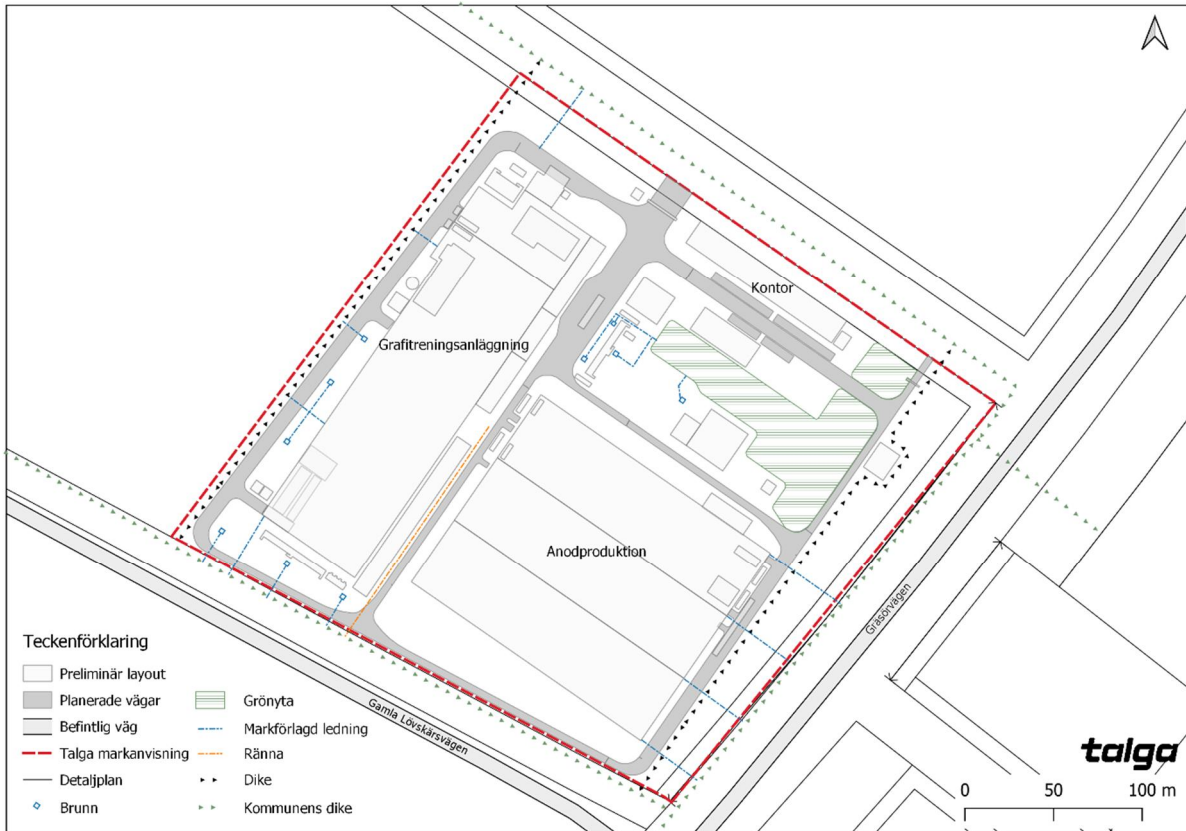 Kontor
Grafitreningsanläggning
Anodproduktion
Gräsörvägen
Gamla Lövskärsvägen
Teckenförklaring
Preliminär layout
Planerade vägar
Befintlig väg
Talga markanvisning
Detaljplan
Brunn
Grönyta
Markförlagd ledning
Ränna
Dike
Kommunens dike
talga
0 50 100 m